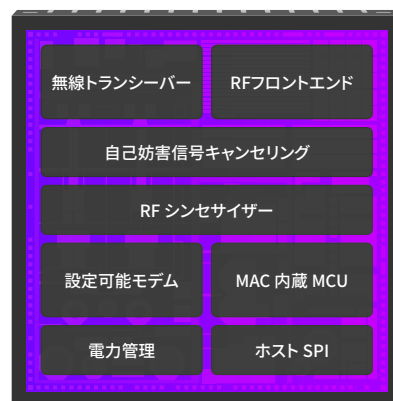 無線トランシーバー
RFフロントエンド
自己妨害信号キャンセリング
RF シンセサイザー
設定可能モデム
MAC 内蔵 MCU
電力管理
ホスト SPI